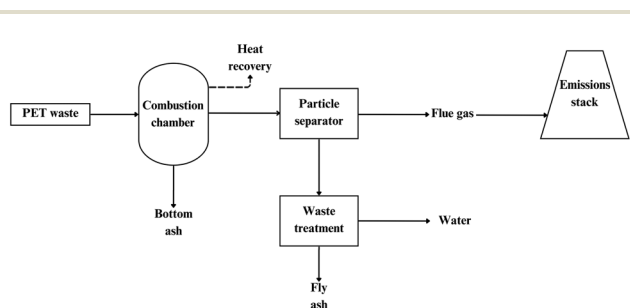 Heat
recovery
PET waste
Combustion
chamber
Particle
separator
Flue gas
Emissions
stack
Bottom
ash
Waste
treatment
Water
Fly
ash